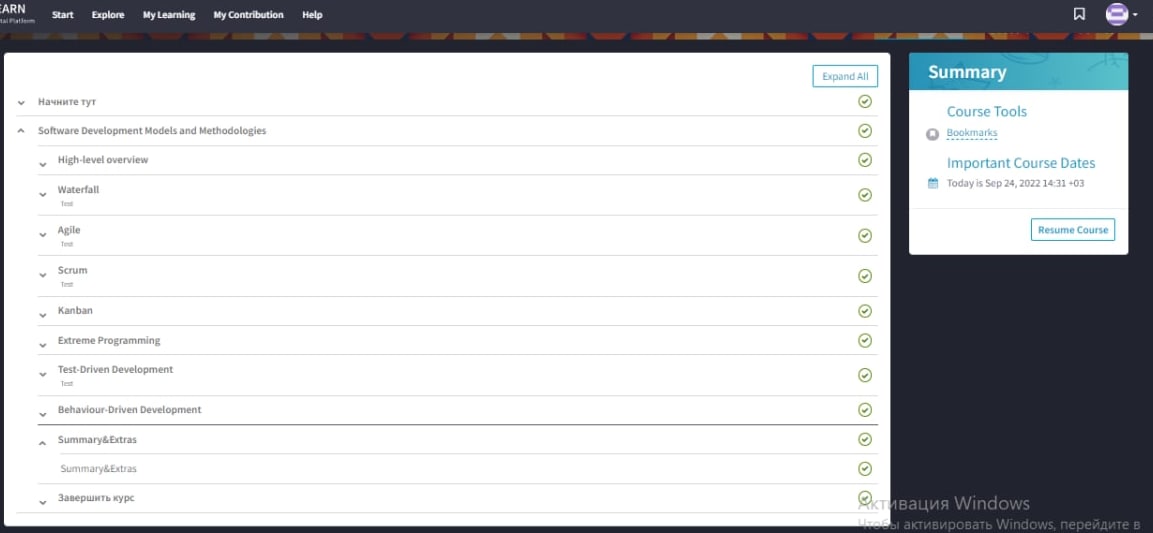 EARN
tal Platform
Start
Explore
My Learning
My Contribution
Help
Expand All
Начните тут
Software Development Models and Methodologies
High-level overview
Waterfall
Test
Agile
Test
Scrum
Test
Kanban
Extreme Programming
Test-Driven Development
Test
Behaviour-Driven Development
Summary&Extras
Summary&Extras
Завершить курс
Summary
Course Tools
Bookmarks
Important Course Dates
Today is Sep 24, 2022 14:31 +03
Resume Course
Активация Windows
Чтобы активировать Windows, перейдите в